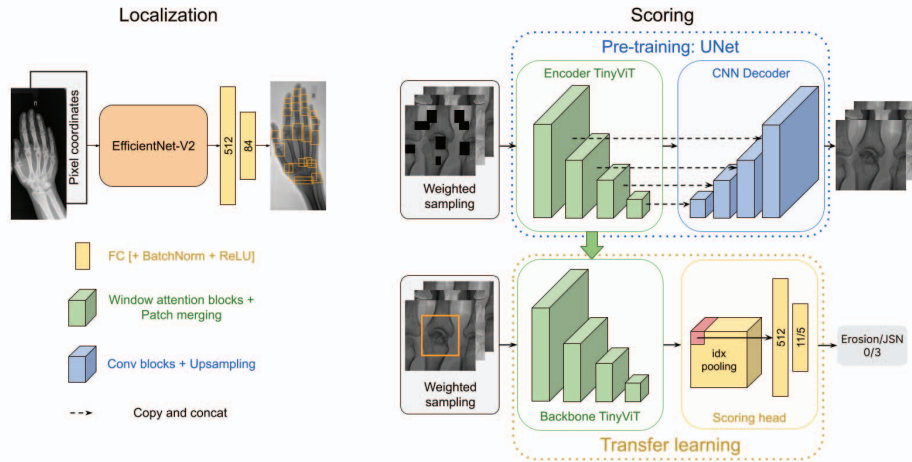 Localization
Pixel coordinates
EfficientNet-V2
512
84
FC [+ BatchNorm + ReLU]
Window attention blocks +
Patch merging
Conv blocks + Upsampling
Copy and concat
Scoring
Pre-training: UNet
Encoder TinyViT
CNN Decoder
Weighted
sampling
Weighted
sampling
Backbone TinyViT
idx
pooling
512
11/5
Scoring head
Erosion/JSN
0/3
Transfer learning